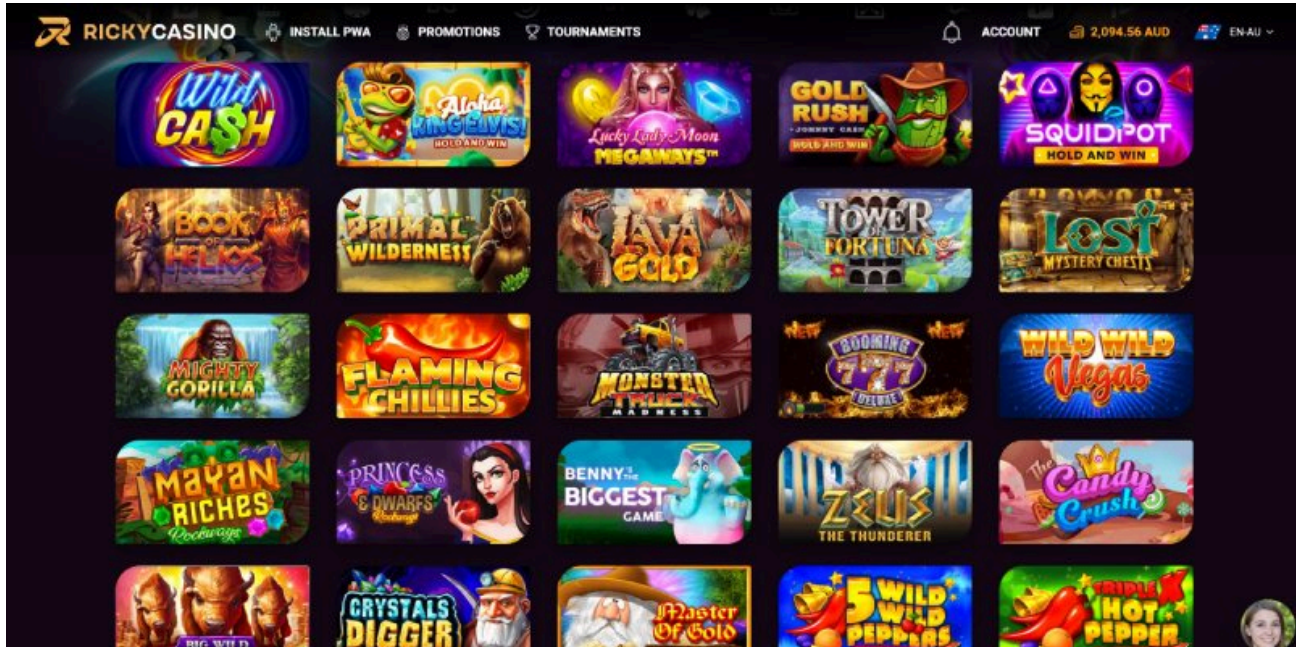 RICKYCASINO INSTALL PWA PROMOTIONS TOURNAMENTS ACCOUNT 2,094.56 AUD EN-AU
Wild
CA$H
Aloha
KING ELVIS!
HOLD AND WIN
Lucky Lady Moon
MEGAWAYS™
GOLD
RUSH
JOHNNY CASH
HOLD AND WIN
SQUIDPOT
HOLD AND WIN
BOOK
OF
HELIOS
PRIMAL
WILDERNESS
LAVA
GOLD
TOWER
OF
FORTUNA
LOST
MYSTERY CHESTS
MIGHTY
GORILLA
FLAMING
CHILLIES
MONSTER
TRUCK
MADNESS
NEW NEW
BOOMING
777
DELUXE
WILD WILD
Vegas
MAYAN
RICHES
Rockways
PRINCESS
& DWARFS
Rockways
BENNY'S THE
BIGGEST
GAME
ZEUS
THE THUNDERER
The
Candy
Crush
BIG WILD
CRYSTALS
DIGGER
Master
Of Gold
5 WILD
WILD
PEPPERS
TRIPLE X
HOT
PEPPER